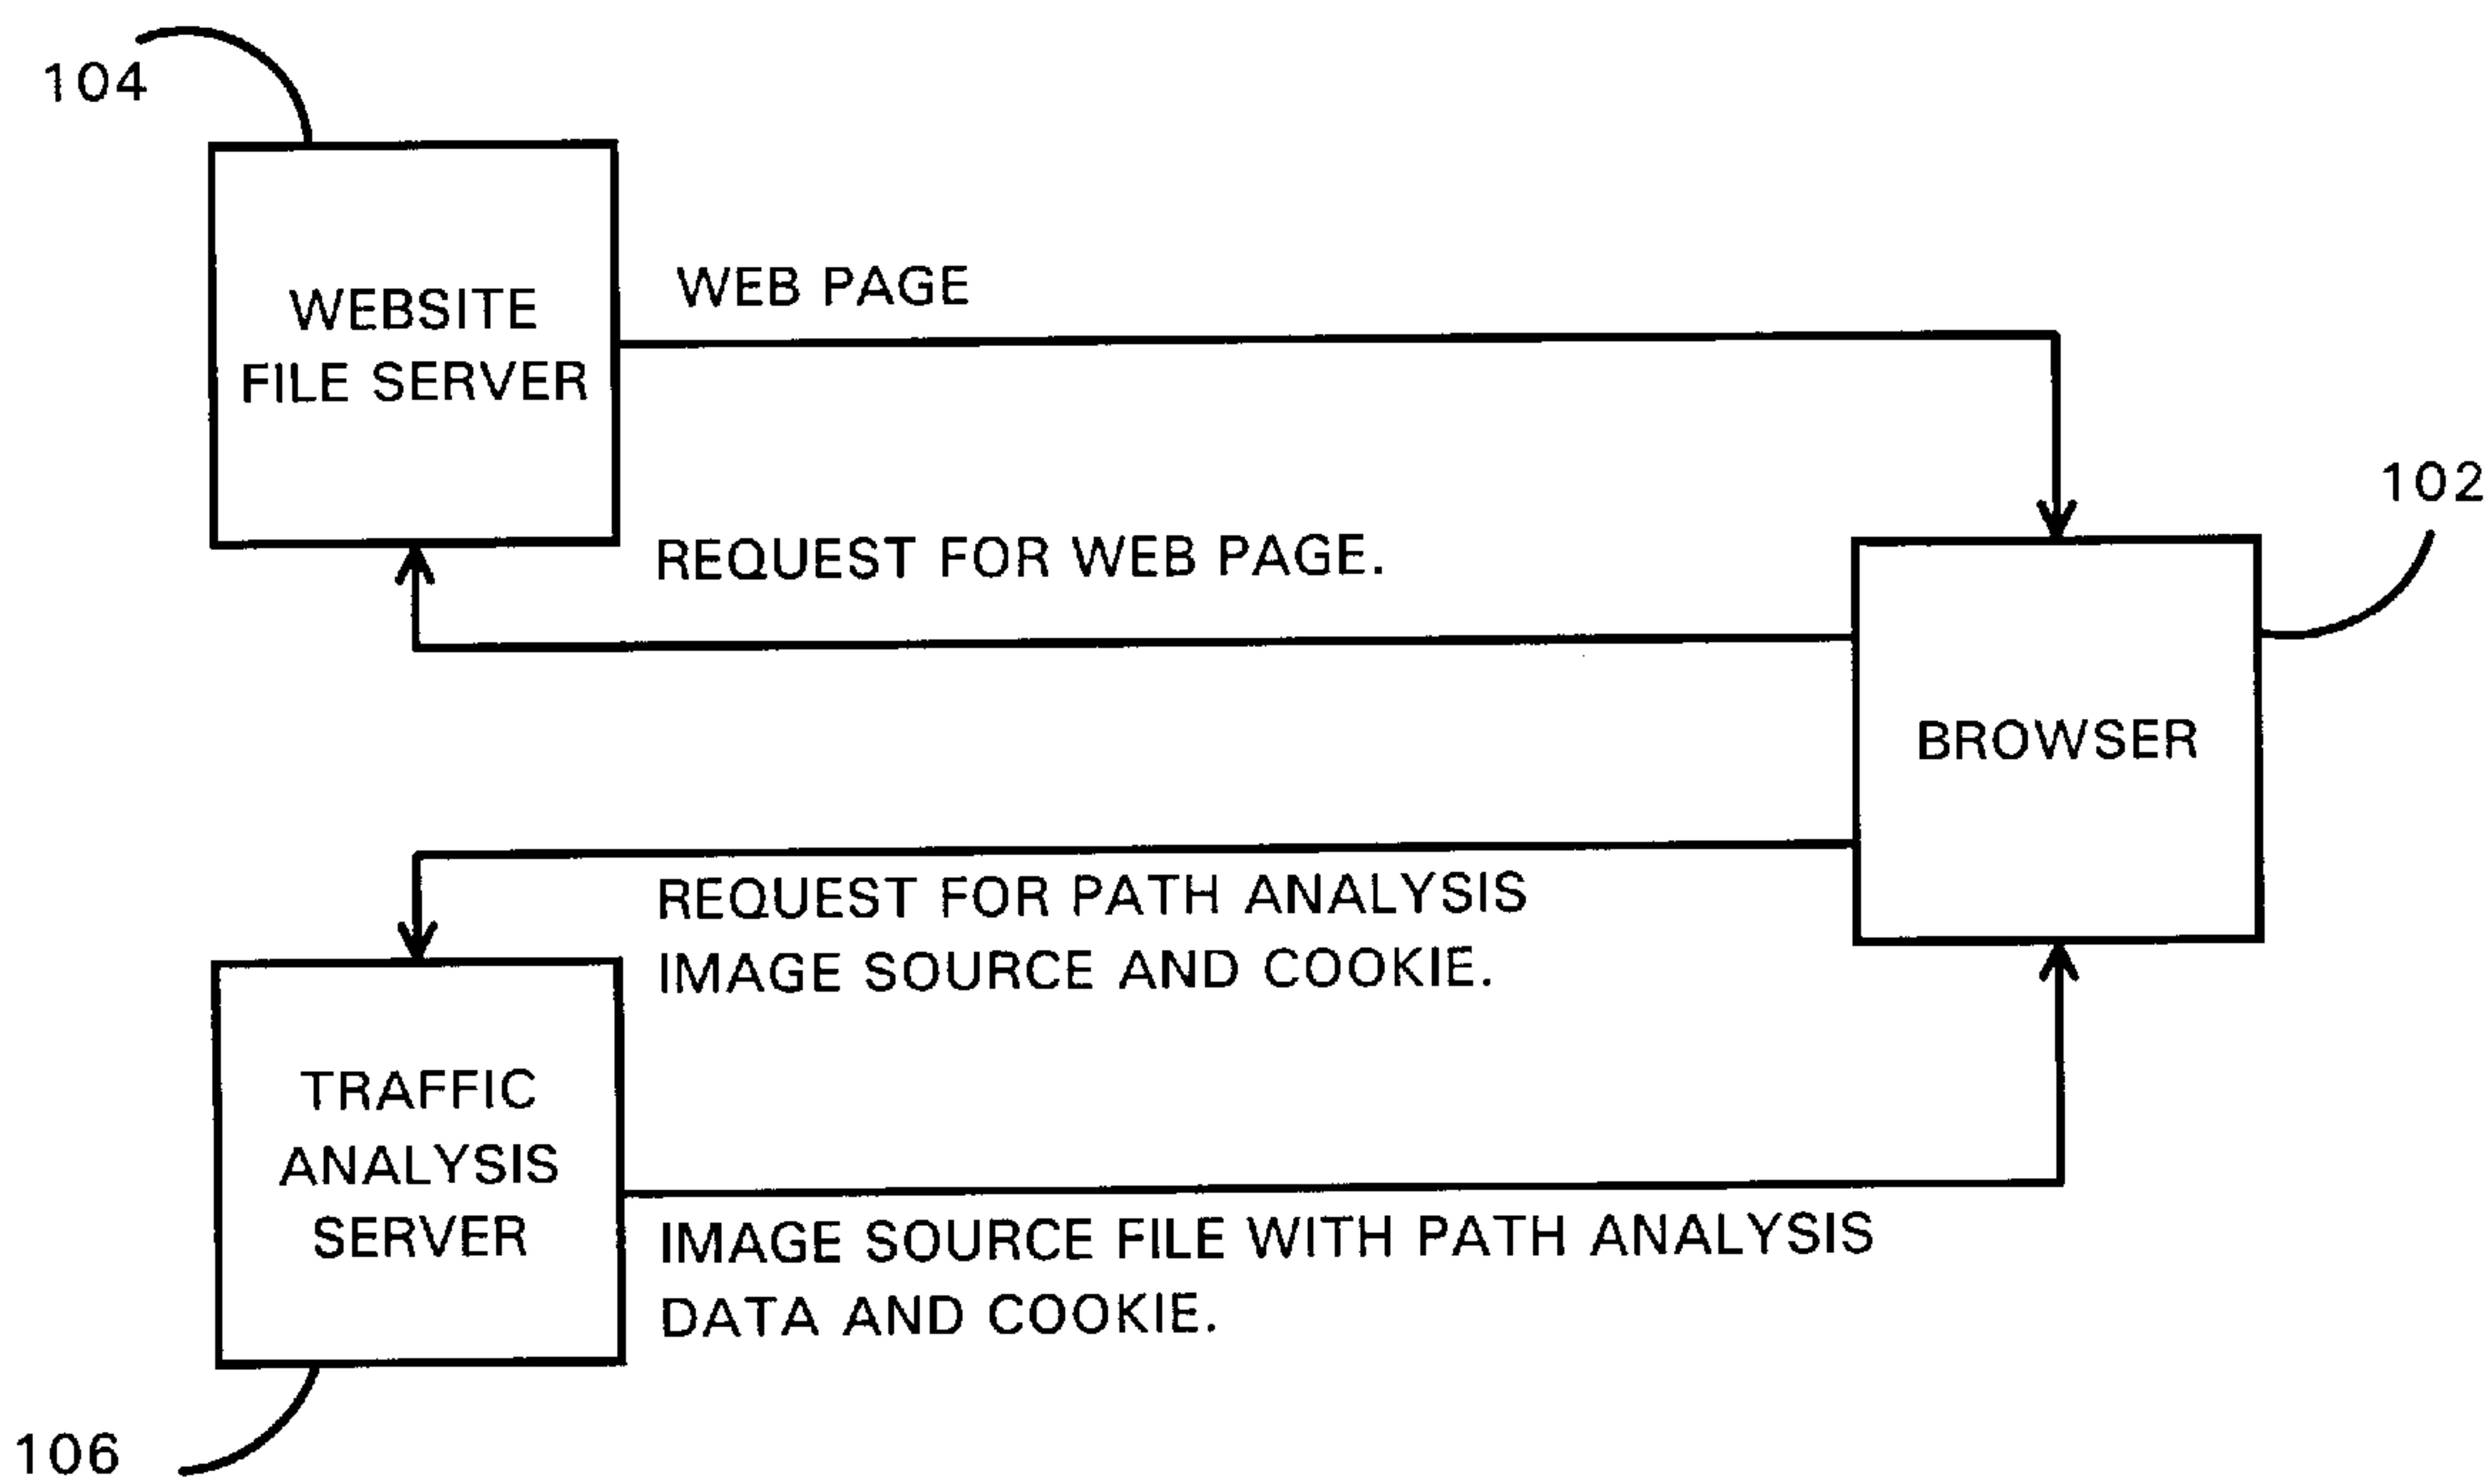 104
WEBSITE
FILE SERVER
WEB PAGE
102
REQUEST FOR WEB PAGE.
BROWSER
REQUEST FOR PATH ANALYSIS
IMAGE SOURCE AND COOKIE.
TRAFFIC
ANALYSIS
SERVER
IMAGE SOURCE FILE WITH PATH ANALYSIS
DATA AND COOKIE.
106